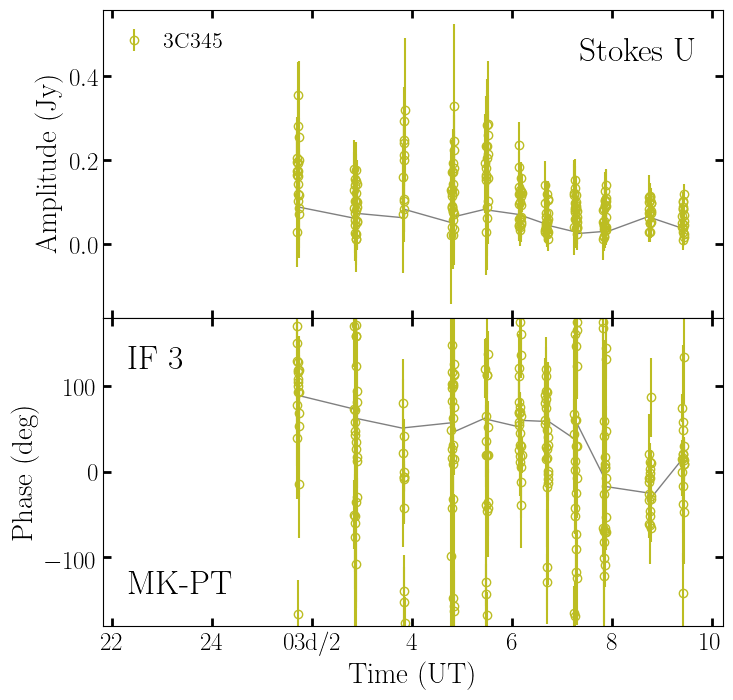 3C345
Stokes U
0.4
0.2
0.0
Amplitude (Jy)
IF 3
100
0
−100
Phase (deg)
MK-PT
22 24 03d/2 4 6 8 10
Time (UT)